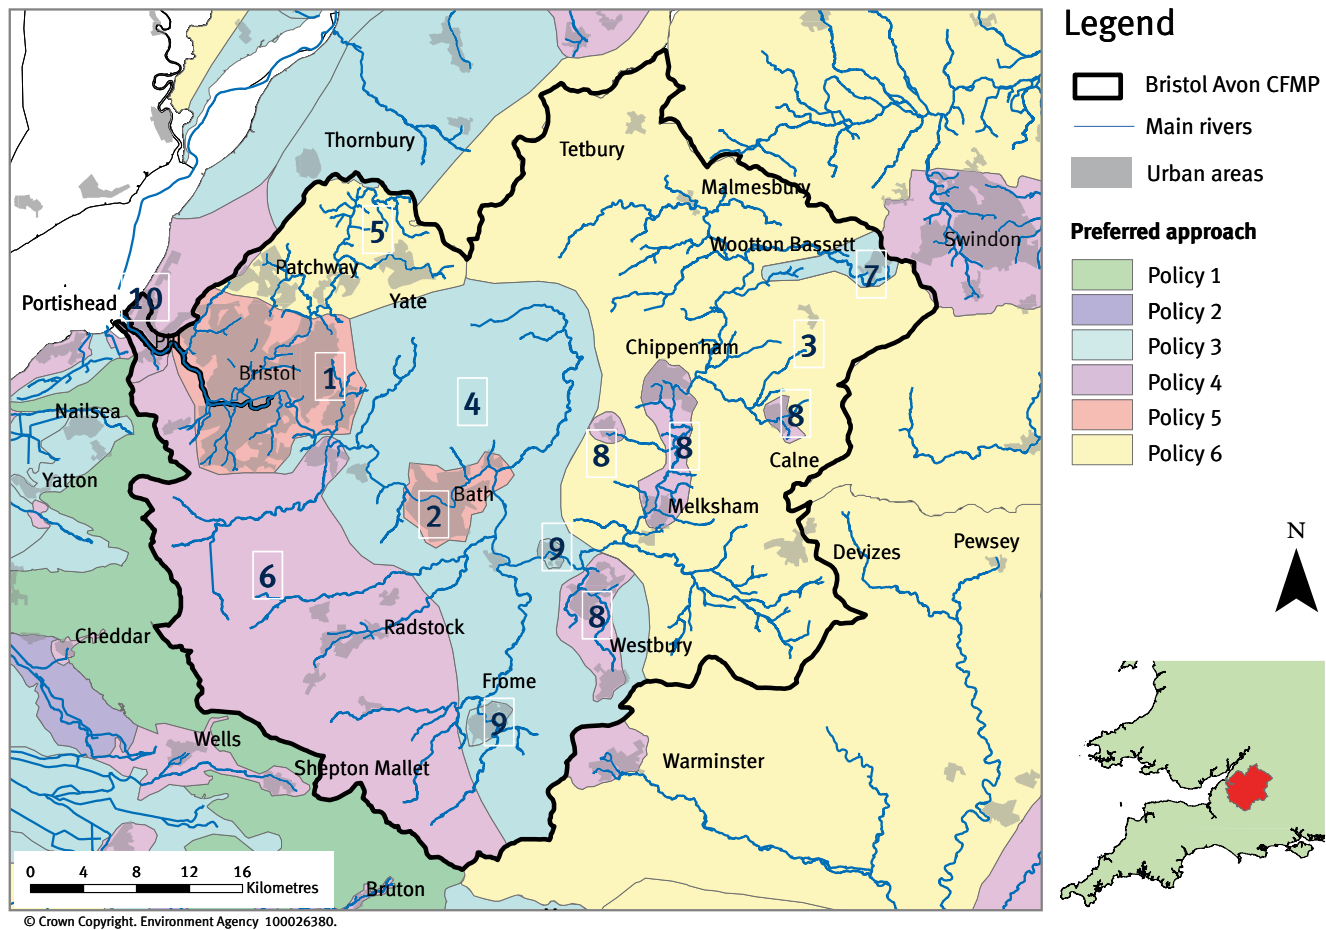 Legend
Bristol Avon CFMP
Main rivers
Urban areas
Preferred approach
Policy 1
Policy 2
Policy 3
Policy 4
Policy 5
Policy 6
N
Thornbury
Tetbury
Malmesbury
5
Wootton Bassett
Swindon
Patchway
7
Yate
10
Portishead
Pill
3
Chippenham
Bristol
1
4
Nailsea
8
8
8
Calne
Yatton
Bath
2
Melksham
9
Devizes
Pewsey
6
8
Cheddar
Radstock
Westbury
Frome
9
Wells
Shepton Mallet
Warminster
Bruton
0 4 8 12 16
Kilometres
© Crown Copyright. Environment Agency 100026380.